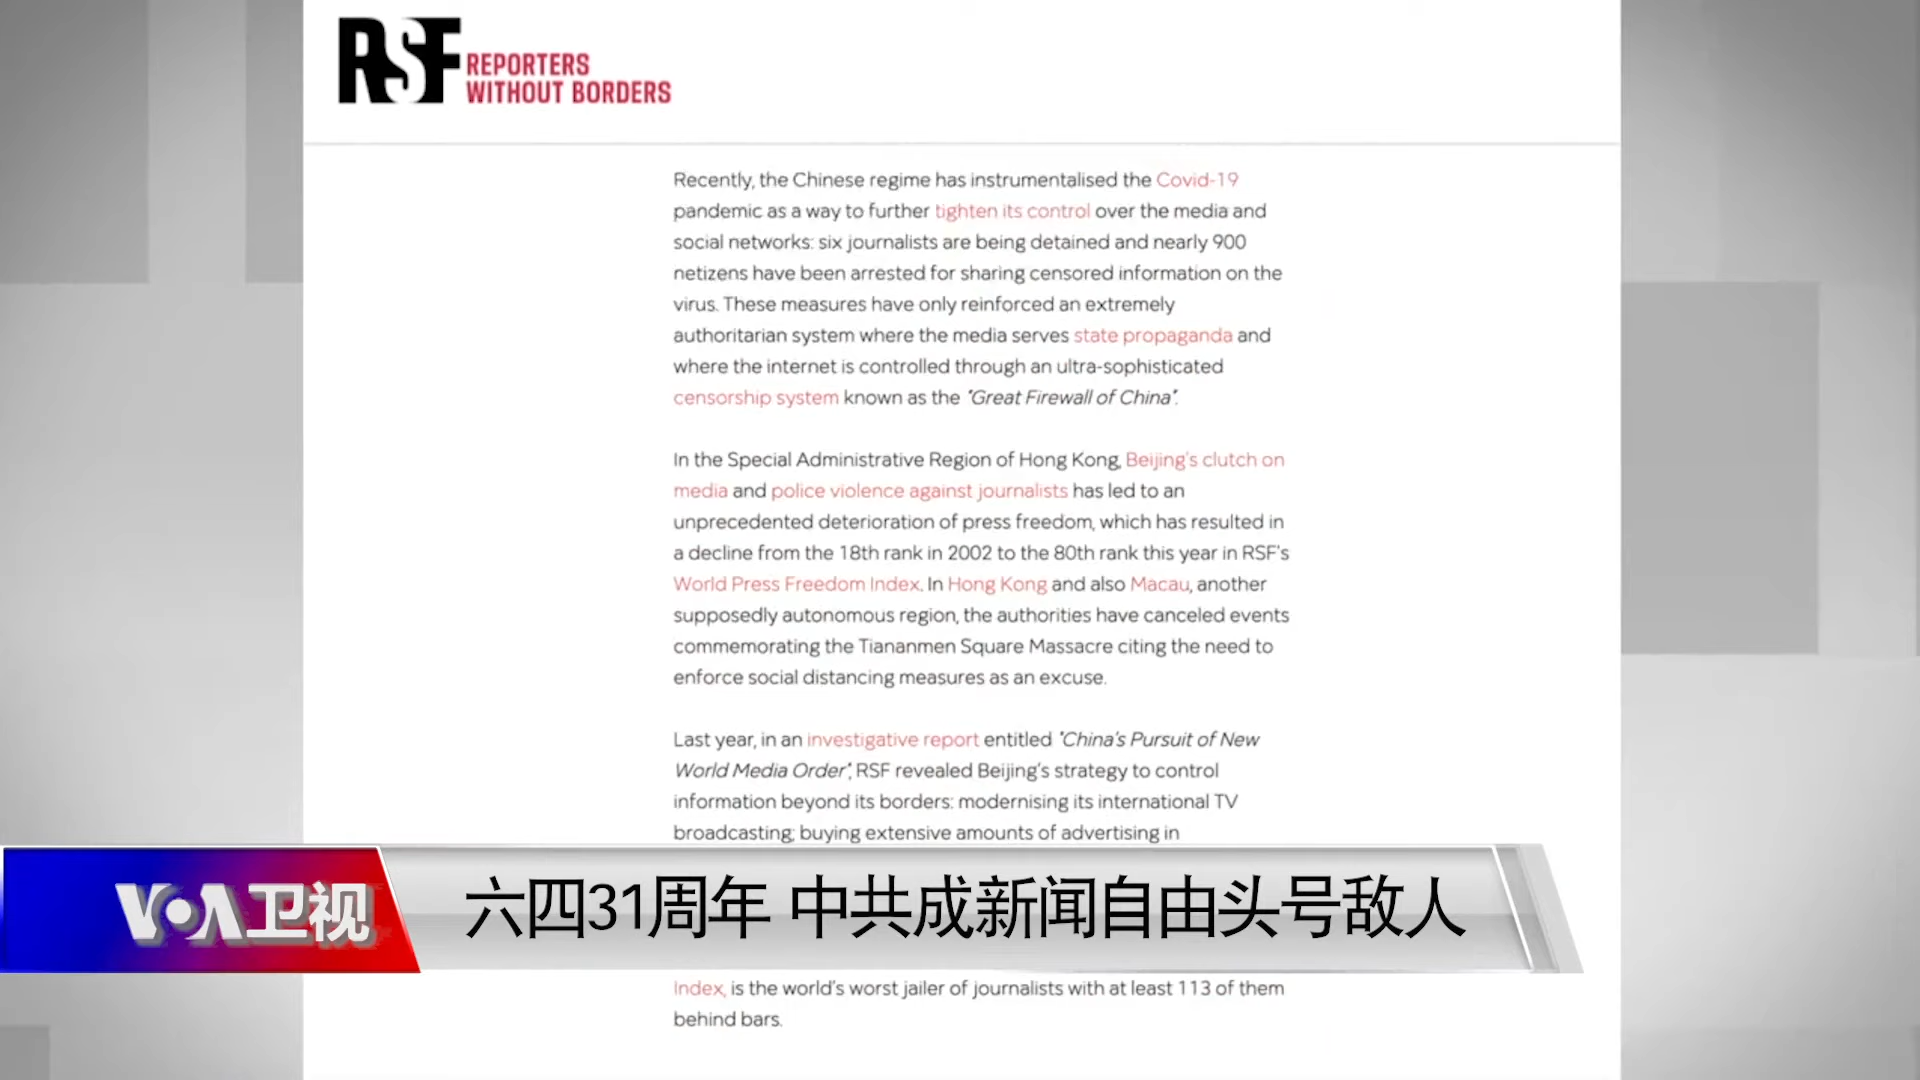 RSF REPORTERS
WITHOUT BORDERS
Recently, the Chinese regime has instrumentalised the Covid-19
pandemic as a way to further tighten its control over the media and
social networks: six journalists are being detained and nearly 900
netizens have been arrested for sharing censored information on the
virus. These measures have only reinforced an extremely
authoritarian system where the media serves state propaganda and
where the internet is controlled through an ultra-sophisticated
censorship system known as the "Great Firewall of China".
In the Special Administrative Region of Hong Kong, Beijing's clutch on
media and police violence against journalists has led to an
unprecedented deterioration of press freedom, which has resulted in
a decline from the 18th rank in 2002 to the 80th rank this year in RSF's
World Press Freedom Index. In Hong Kong and also Macau, another
supposedly autonomous region, the authorities have canceled events
commemorating the Tiananmen Square Massacre citing the need to
enforce social distancing measures as an excuse.
Last year, in an investigative report entitled "China's Pursuit of New
World Media Order", RSF revealed Beijing's strategy to control
information beyond its borders: modernising its international TV
broadcasting; buying extensive amounts of advertising in
VOA卫视 六四31周年 中共成新闻自由头号敌人
Index, is the world's worst jailer of journalists with at least 113 of them
behind bars.